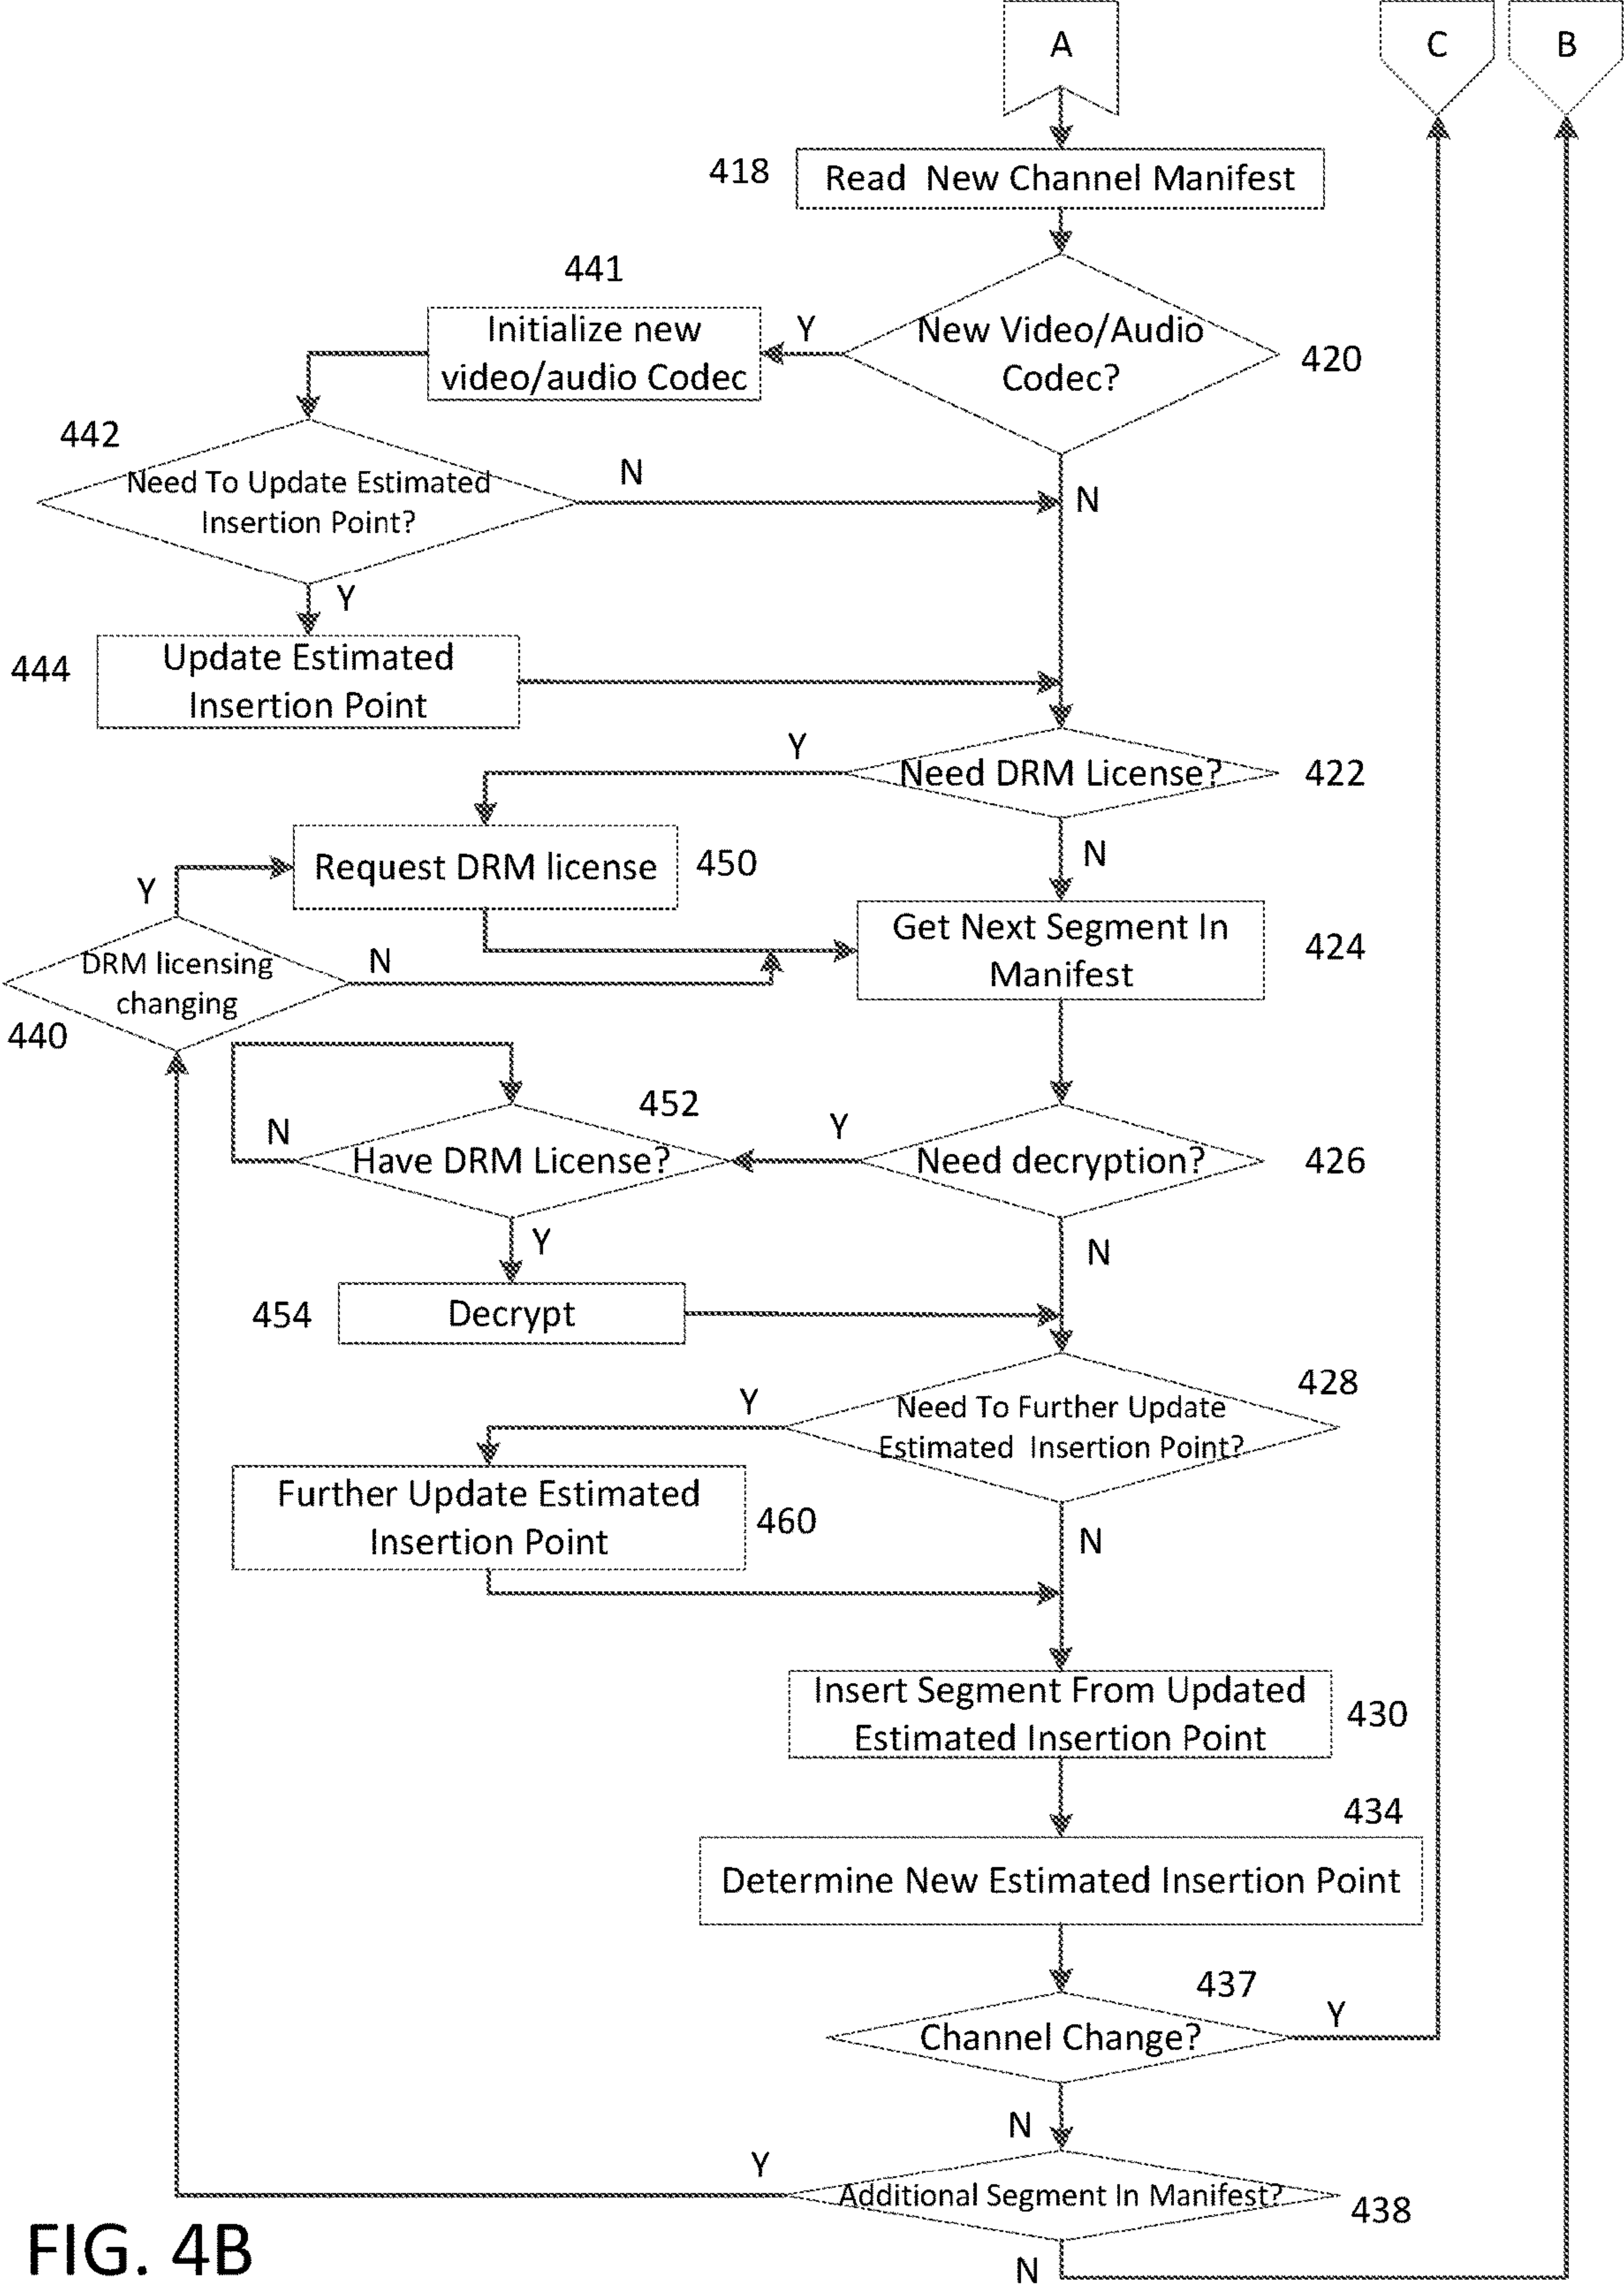 A
C
B
418
Read New Channel Manifest
441
Initialize new
video/audio Codec
Y
New Video/Audio
Codec?
420
442
Need To Update Estimated
Insertion Point?
N
N
Y
444
Update Estimated
Insertion Point
Y
Need DRM License?
422
Request DRM license
450
N
Y
DRM licensing
changing
N
440
Get Next Segment In
Manifest
424
452
N
Have DRM License?
Y
Need decryption?
426
Y
N
454
Decrypt
428
Y
Need To Further Update
Estimated Insertion Point?
Further Update Estimated
Insertion Point
460
N
Insert Segment From Updated
Estimated Insertion Point
430
434
Determine New Estimated Insertion Point
437
Channel Change?
Y
N
Y
Additional Segment In Manifest?
438
N
FIG. 4B